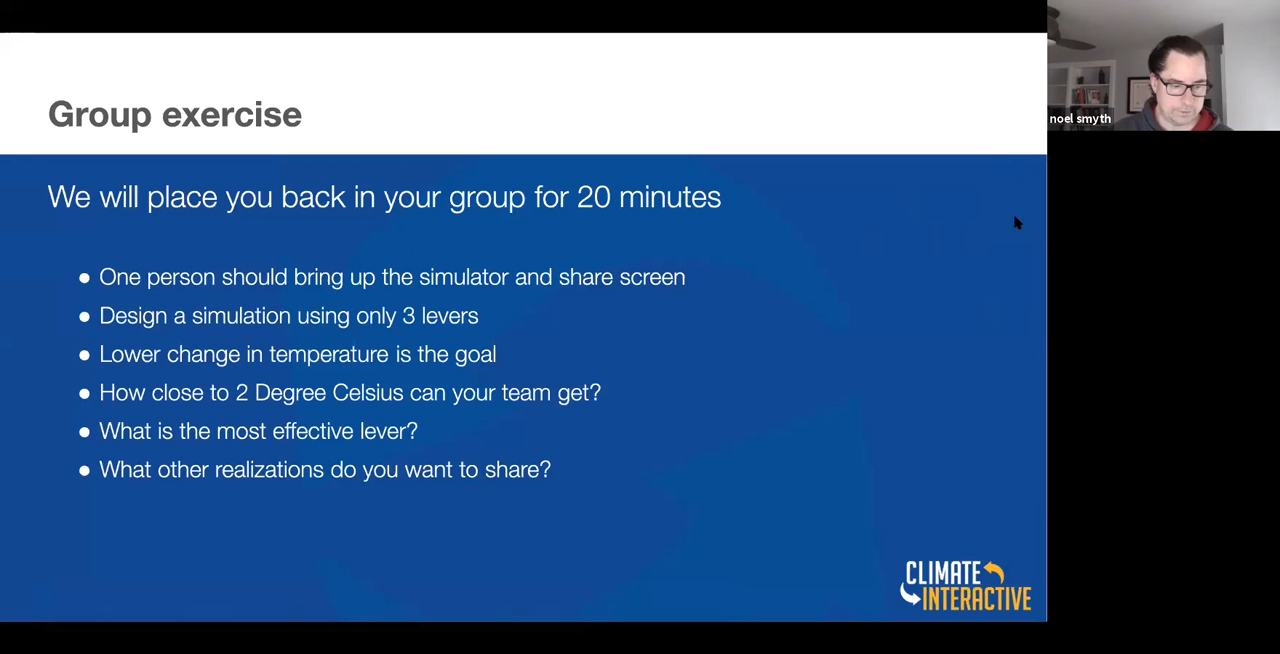 Group exercise
We will place you back in your group for 20 minutes
● One person should bring up the simulator and share screen
● Design a simulation using only 3 levers
● Lower change in temperature is the goal
● How close to 2 Degree Celsius can your team get?
● What is the most effective lever?
● What other realizations do you want to share?
CLIMATE
INTERACTIVE
noel smyth